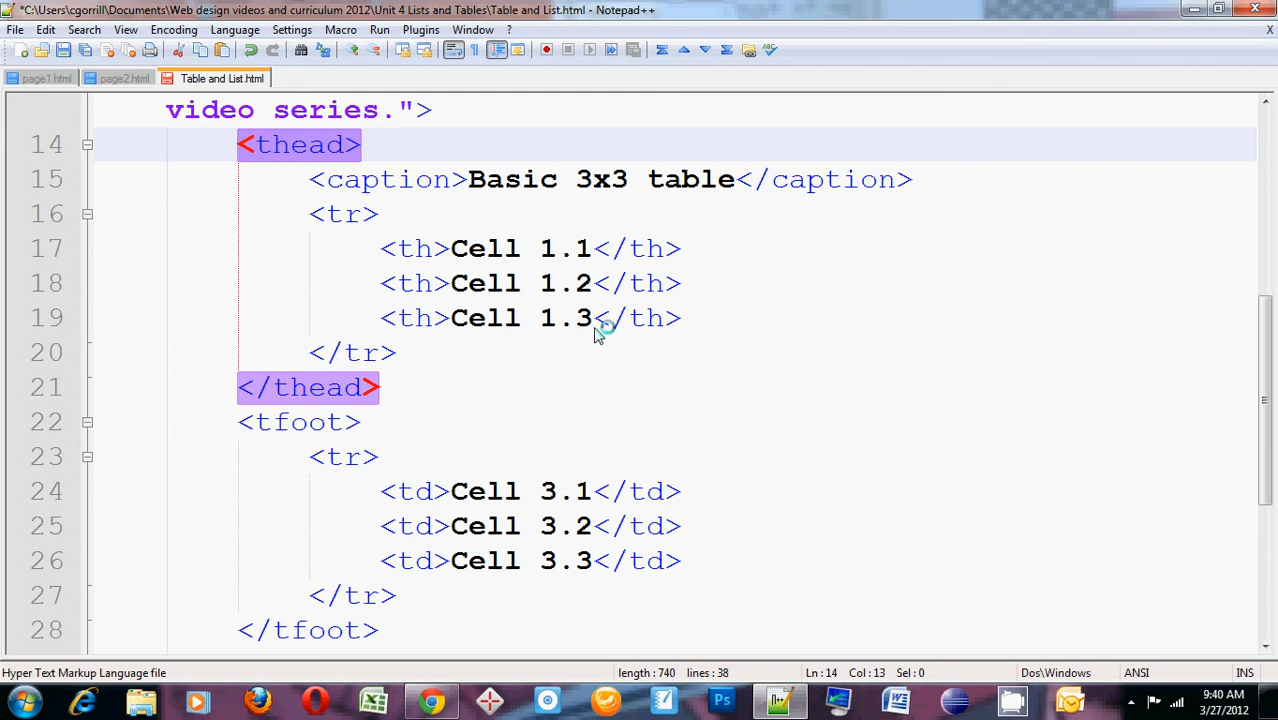 *C:\Users\cgorrill\Documents\Web design videos and curriculum 2012\Unit 4 Lists and Tables\Table and List.html - Notepad++
File Edit Search View Encoding Language Settings Macro Run Plugins Window ? X
page1.html page2.html Table and List.html
video series.">
14 <thead>
15 <caption>Basic 3x3 table</caption>
16 <tr>
17 <th>Cell 1.1</th>
18 <th>Cell 1.2</th>
19 <th>Cell 1.3</th>
20 </tr>
21 </thead>
22 <tfoot>
23 <tr>
24 <td>Cell 3.1</td>
25 <td>Cell 3.2</td>
26 <td>Cell 3.3</td>
27 </tr>
28 </tfoot>
Hyper Text Markup Language file length : 740 lines : 38 Ln : 14 Col : 13 Sel : 0 Dos\Windows ANSI INS
Ps
9:40 AM
3/27/2012